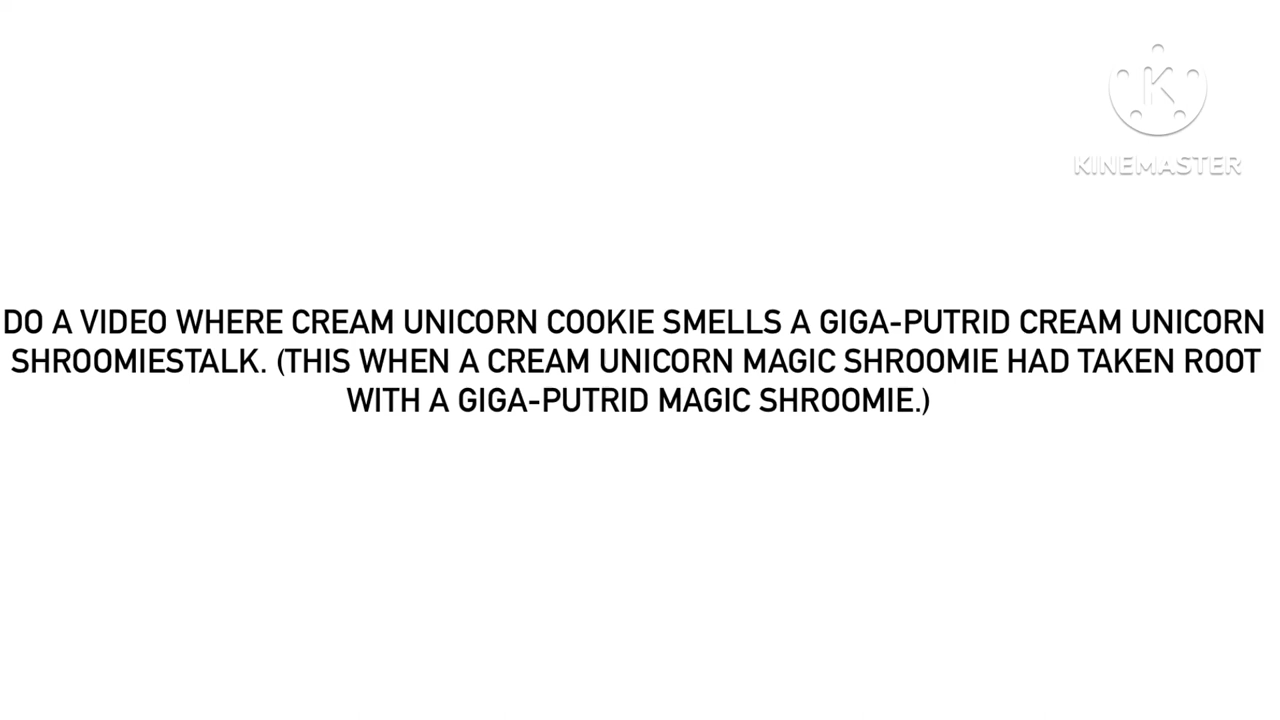 KINEMASTER
DO A VIDEO WHERE CREAM UNICORN COOKIE SMELLS A GIGA-PUTRID CREAM UNICORN
SHROOMIESTALK. (THIS WHEN A CREAM UNICORN MAGIC SHROOMIE HAD TAKEN ROOT
WITH A GIGA-PUTRID MAGIC SHROOMIE.)